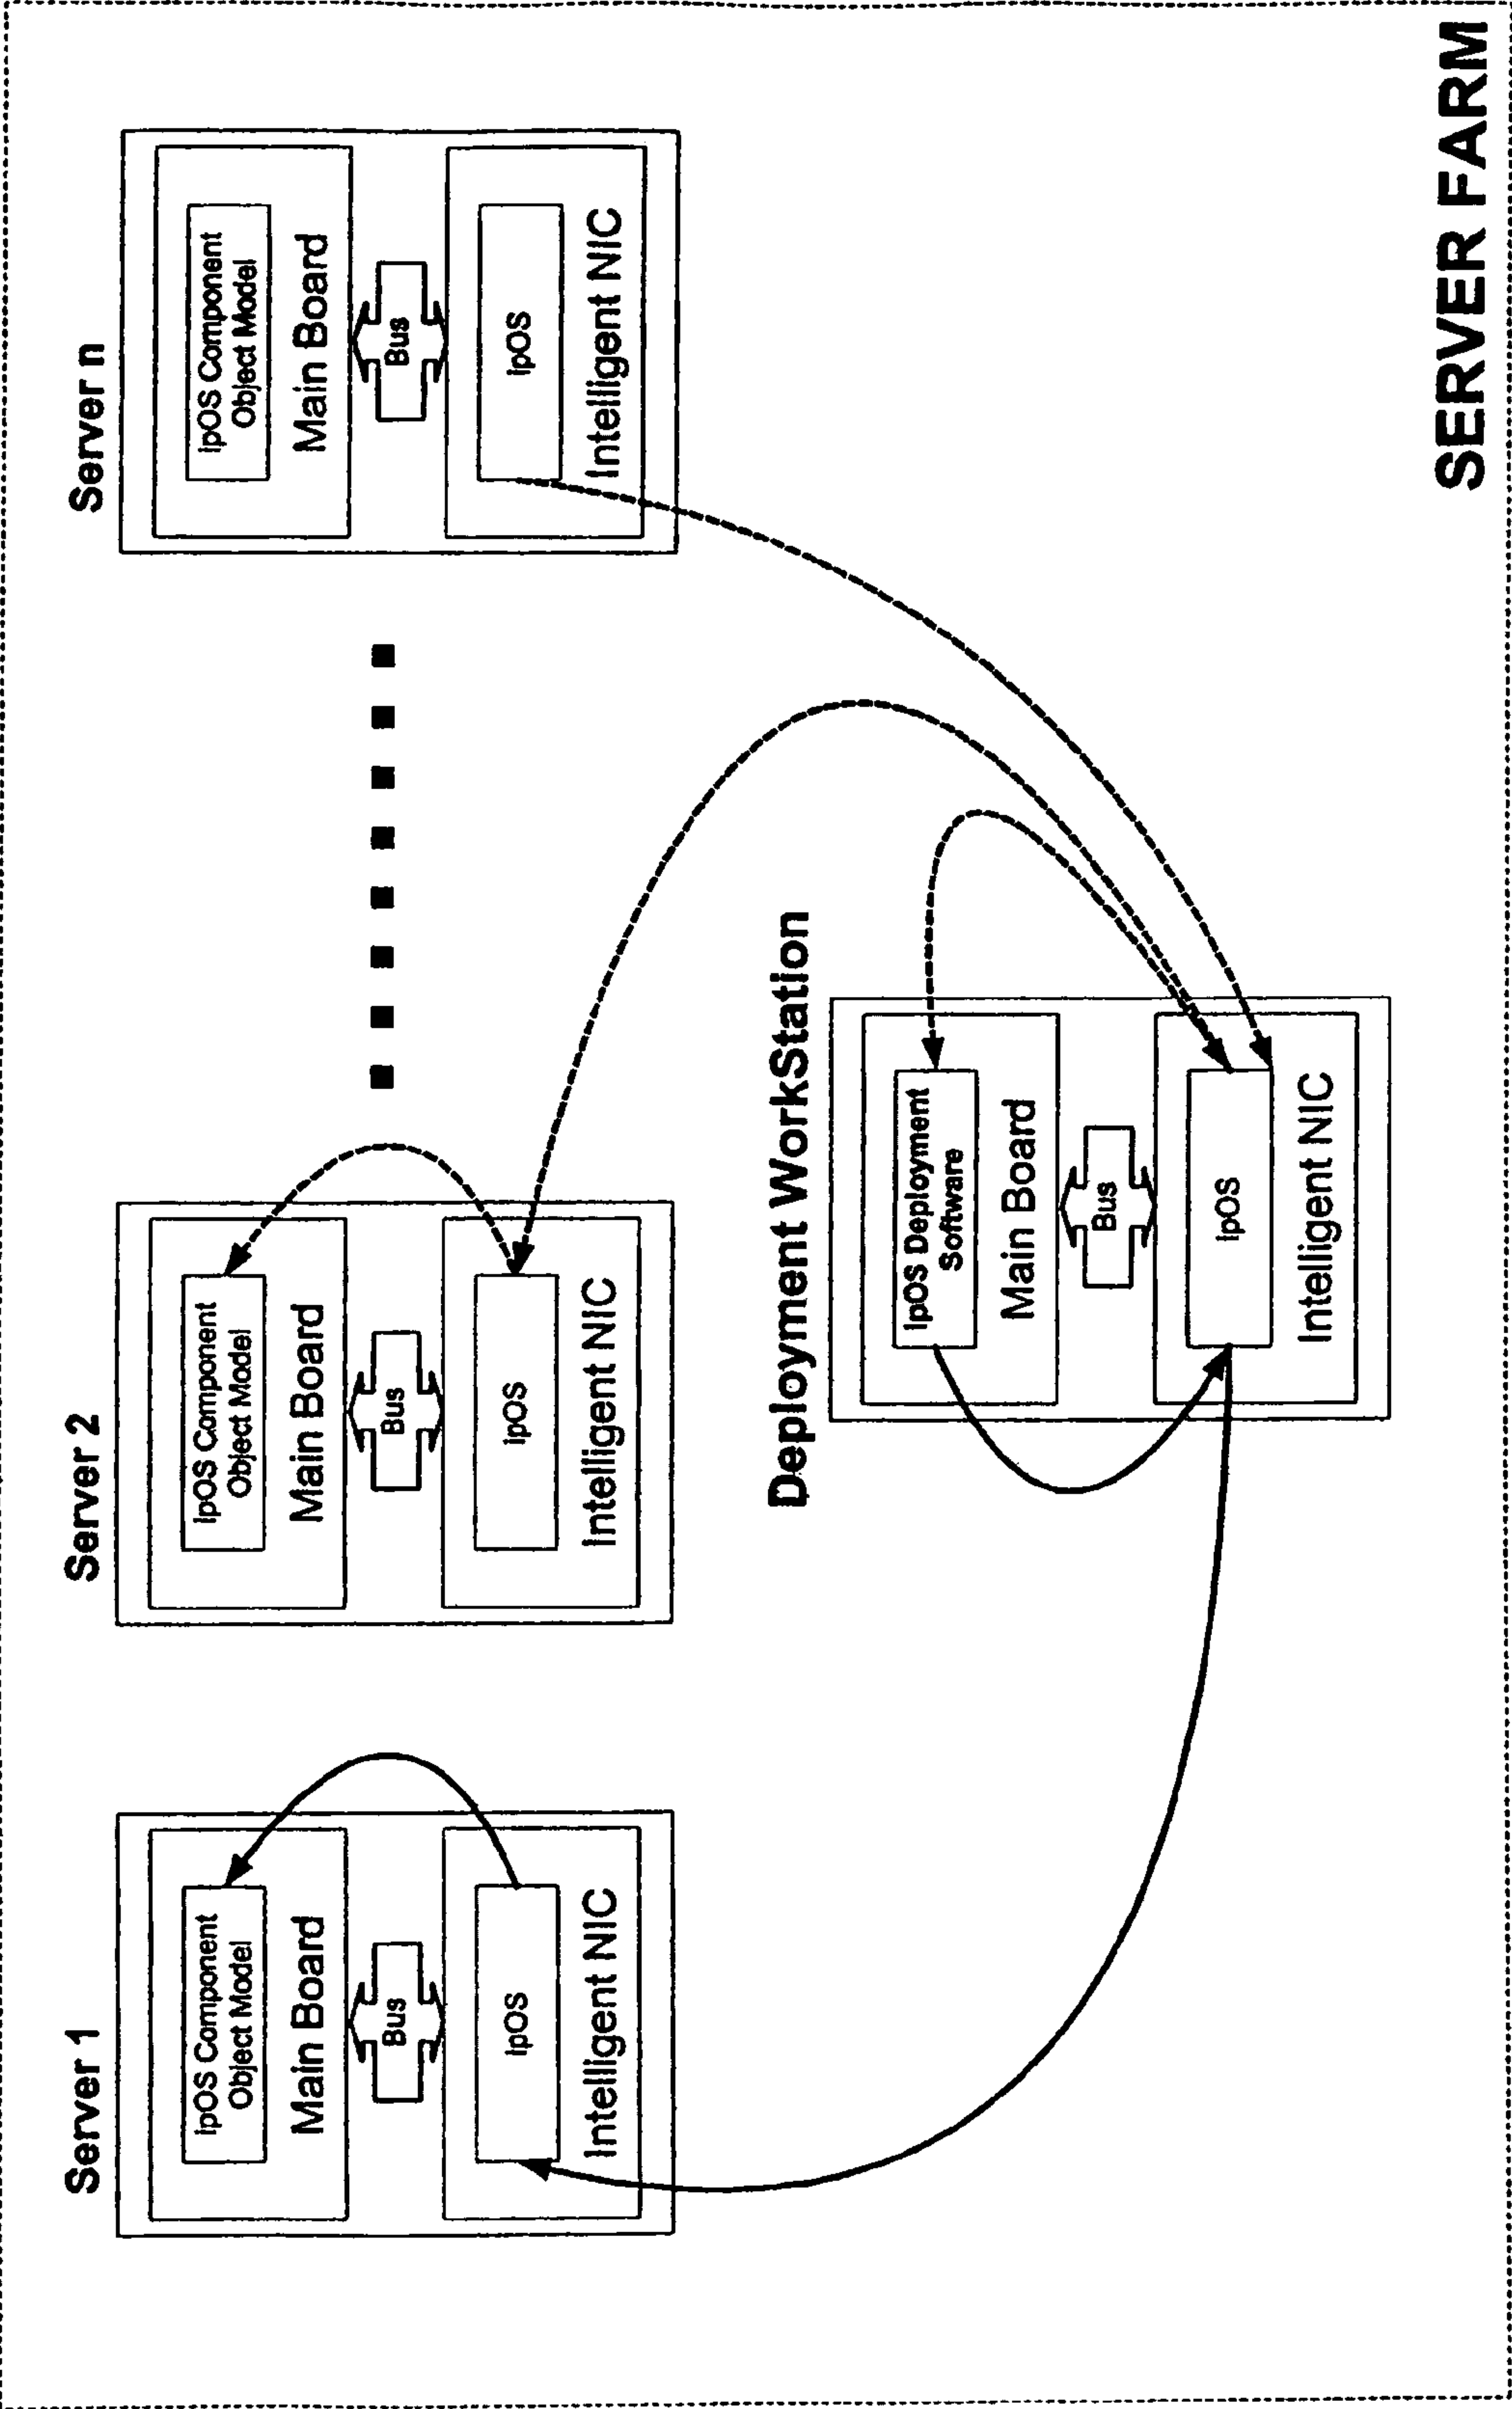 Server 1
IpOS Component
Object Model
Main Board
Bus
IpOS
Intelligent NIC
Server 2
IpOS Component
Object Model
Main Board
Bus
IpOS
Intelligent NIC
Server n
IpOS Component
Object Model
Main Board
Bus
IpOS
Intelligent NIC
Deployment WorkStation
IpOS Deployment
Software
Main Board
Bus
IpOS
Intelligent NIC
SERVER FARM